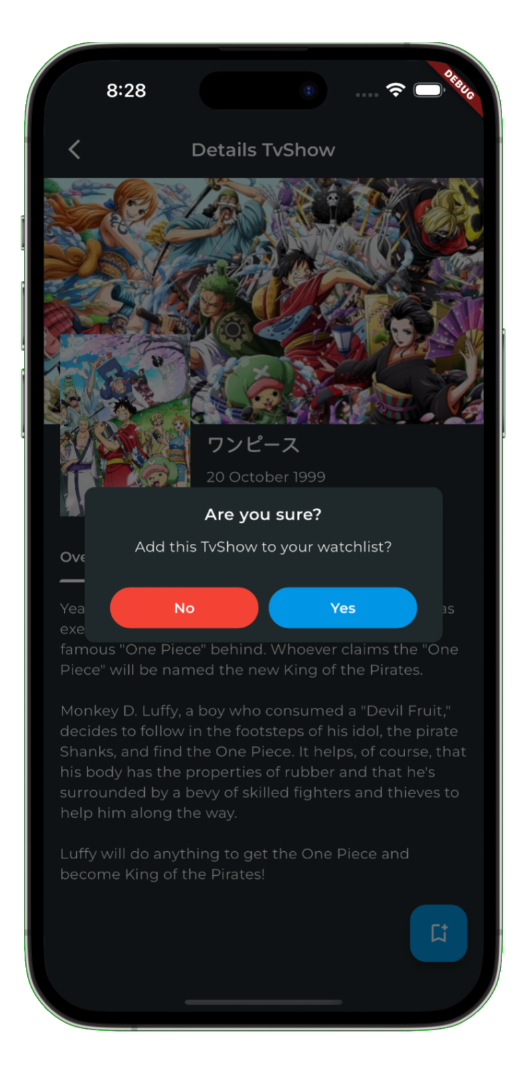 8:28
DEBUG
Details TvShow
ワンピース
20 October 1999
Are you sure?
Add this TvShow to your watchlist?
No
Yes
famous "One Piece" behind. Whoever claims the "One
Piece" will be named the new King of the Pirates.
Monkey D. Luffy, a boy who consumed a "Devil Fruit,"
decides to follow in the footsteps of his idol, the pirate
Shanks, and find the One Piece. It helps, of course, that
his body has the properties of rubber and that he's
surrounded by a bevy of skilled fighters and thieves to
help him along the way.
Luffy will do anything to get the One Piece and
become King of the Pirates!